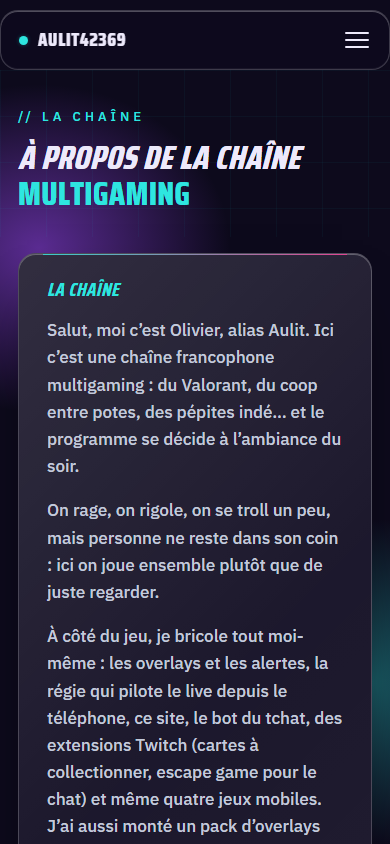 AULIT42369
// LA CHAÎNE
À PROPOS DE LA CHAÎNE
MULTIGAMING
LA CHAÎNE
Salut, moi c’est Olivier, alias Aulit. Ici
c’est une chaîne francophone
multigaming : du Valorant, du coop
entre potes, des pépites indé… et le
programme se décide à l’ambiance du
soir.
On rage, on rigole, on se troll un peu,
mais personne ne reste dans son coin
: ici on joue ensemble plutôt que de
juste regarder.
À côté du jeu, je bricole tout moi-
même : les overlays et les alertes, la
régie qui pilote le live depuis le
téléphone, ce site, le bot du tchat, des
extensions Twitch (cartes à
collectionner, escape game pour le
chat) et même quatre jeux mobiles.
J’ai aussi monté un pack d’overlays